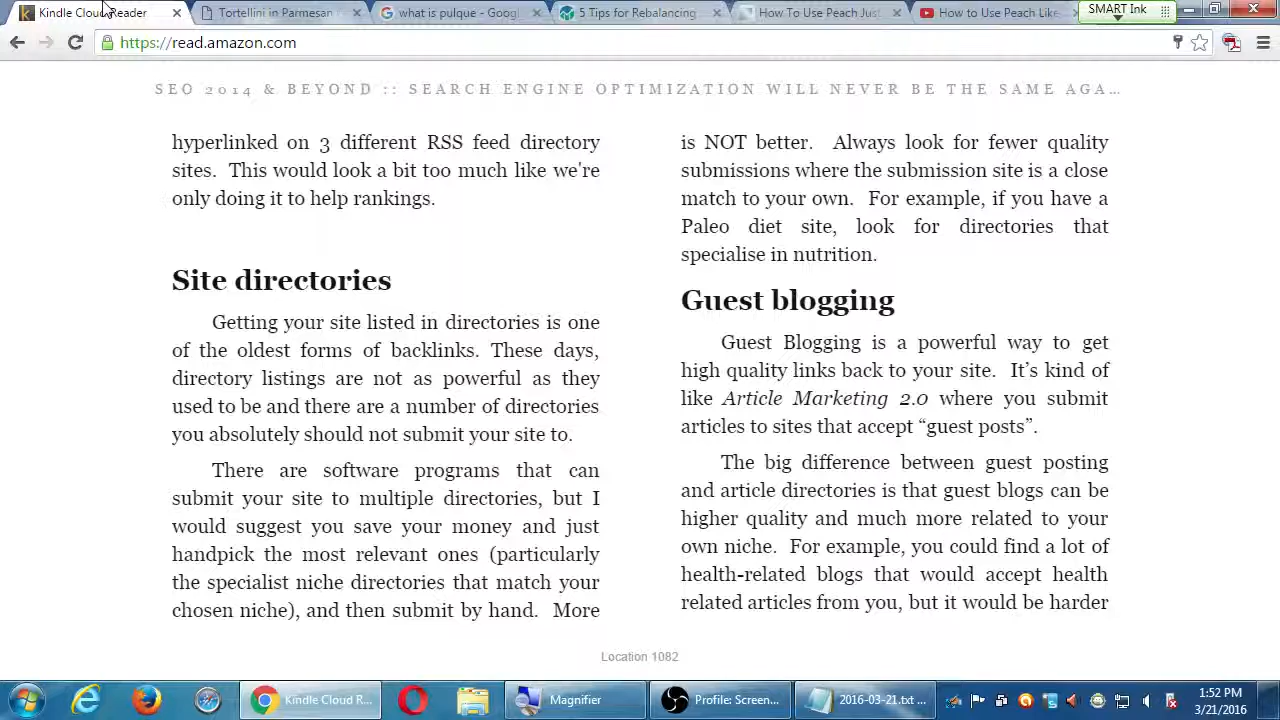 Kindle Cloud Reader
Tortellini in Parmesan
what is pulque - Googl
5 Tips for Rebalancing
How To Use Peach Just
How to Use Peach Like
SMART Ink
https://read.amazon.com
SEO 2014 & BEYOND :: SEARCH ENGINE OPTIMIZATION WILL NEVER BE THE SAME AGA...
hyperlinked on 3 different RSS feed directory
sites. This would look a bit too much like we're
only doing it to help rankings.
Site directories
Getting your site listed in directories is one
of the oldest forms of backlinks. These days,
directory listings are not as powerful as they
used to be and there are a number of directories
you absolutely should not submit your site to.
There are software programs that can
submit your site to multiple directories, but I
would suggest you save your money and just
handpick the most relevant ones (particularly
the specialist niche directories that match your
chosen niche), and then submit by hand. More
is NOT better. Always look for fewer quality
submissions where the submission site is a close
match to your own. For example, if you have a
Paleo diet site, look for directories that
specialise in nutrition.
Guest blogging
Guest Blogging is a powerful way to get
high quality links back to your site. It's kind of
like Article Marketing 2.0 where you submit
articles to sites that accept “guest posts”.
The big difference between guest posting
and article directories is that guest blogs can be
higher quality and much more related to your
own niche. For example, you could find a lot of
health-related blogs that would accept health
related articles from you, but it would be harder
Location 1082
Kindle Cloud Read...
Magnifier
Profile: Screen...
2016-03-21.txt ...
1:52 PM
3/21/2016